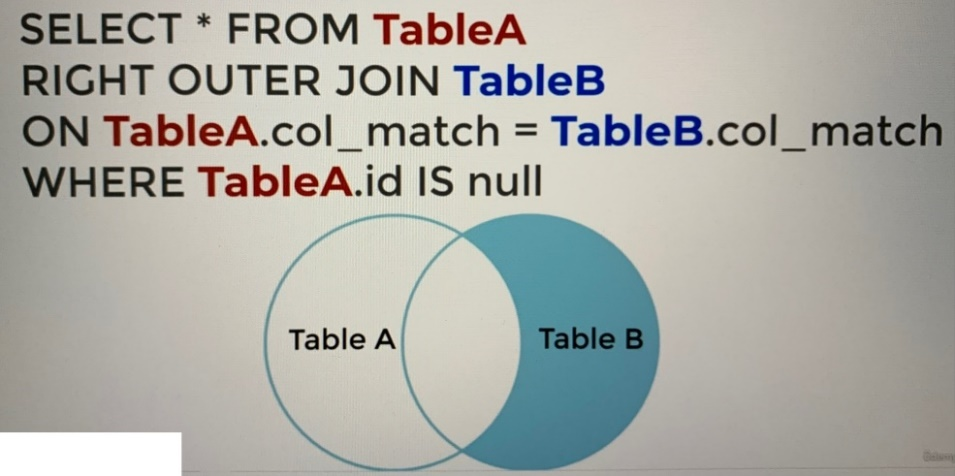 SELECT * FROM TableA
RIGHT OUTER JOIN TableB
ON TableA.col_match = TableB.col_match
WHERE TableA.id IS null
Table A
Table B